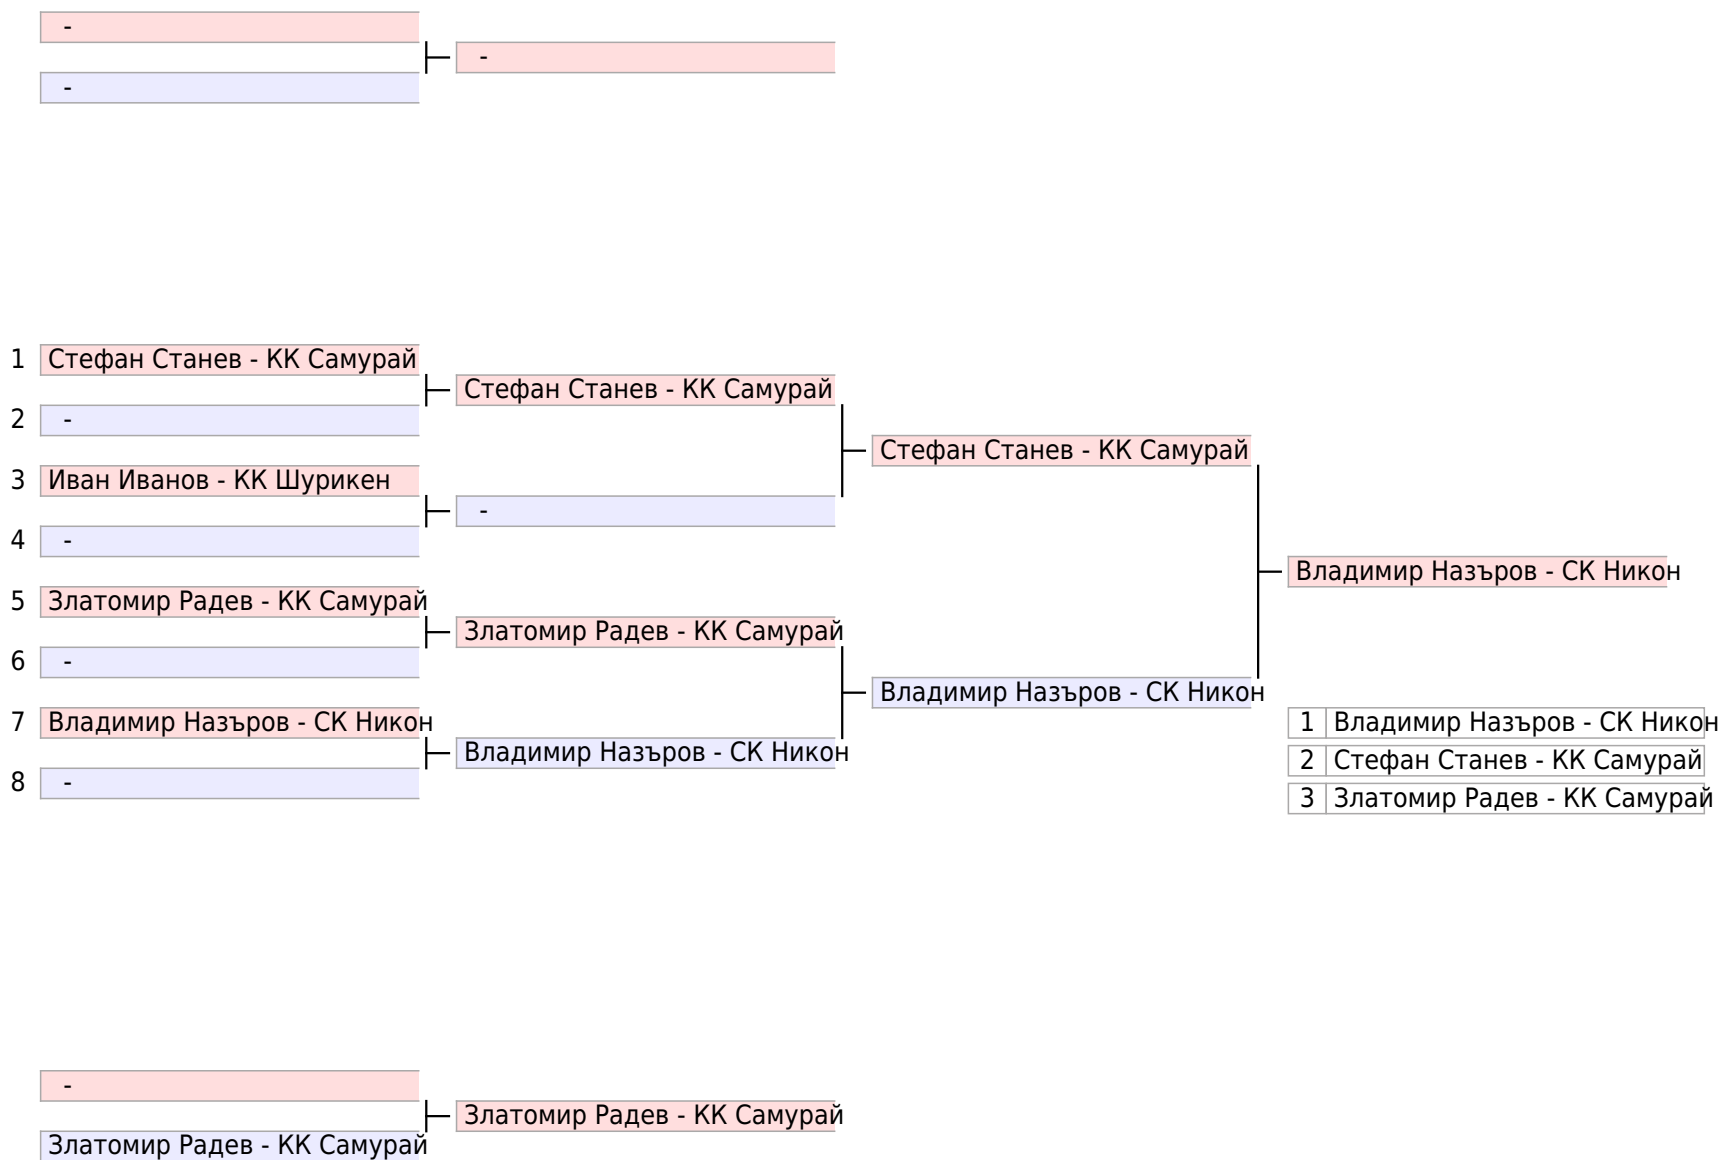 -
-
-
1 Стефан Станев - КК Самурай
Стефан Станев - КК Самурай
2 -
Стефан Станев - КК Самурай
3 Иван Иванов - КК Шурикен
-
4 -
Владимир Назъров - СК Никон
5 Златомир Радев - КК Самурай
Златомир Радев - КК Самурай
6 -
Владимир Назъров - СК Никон
7 Владимир Назъров - СК Никон
1 Владимир Назъров - СК Никон
Владимир Назъров - СК Никон
2 Стефан Станев - КК Самурай
8 -
3 Златомир Радев - КК Самурай
-
Златомир Радев - КК Самурай
Златомир Радев - КК Самурай